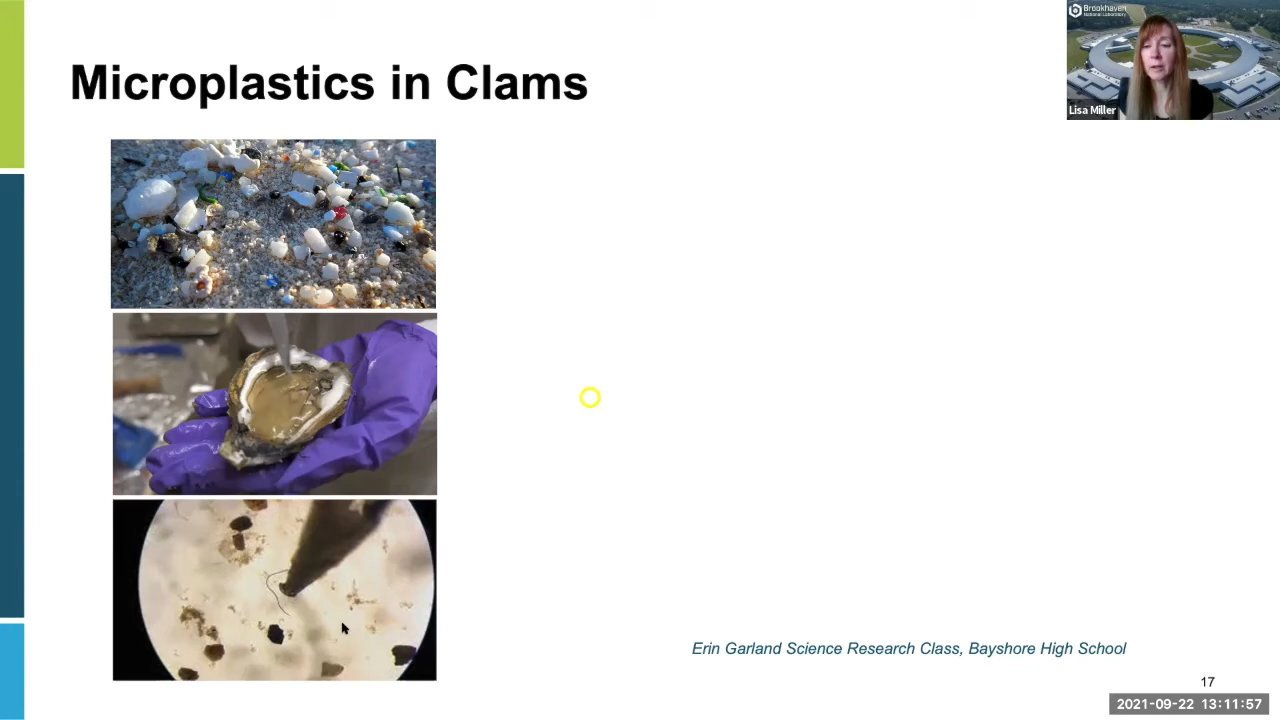 Microplastics in Clams
Brookhaven
National Laboratory
Lisa Miller
Erin Garland Science Research Class, Bayshore High School
17
2021-09-22 13:11:57